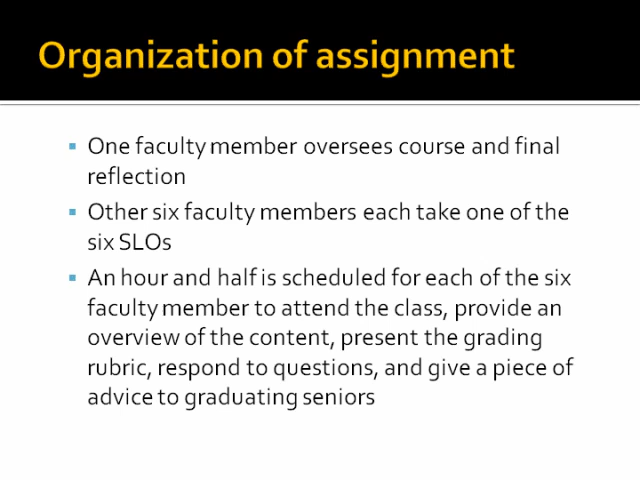 Organization of assignment
▪ One faculty member oversees course and final
reflection
▪ Other six faculty members each take one of the
six SLOs
▪ An hour and half is scheduled for each of the six
faculty member to attend the class, provide an
overview of the content, present the grading
rubric, respond to questions, and give a piece of
advice to graduating seniors